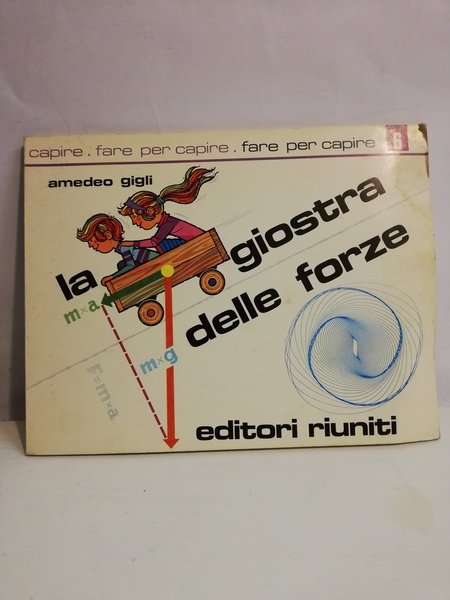 capire . fare per capire . fare per capire 6
amedeo gigli
la giostra
delle forze
m×a
m×g
F=m×a
editori riuniti